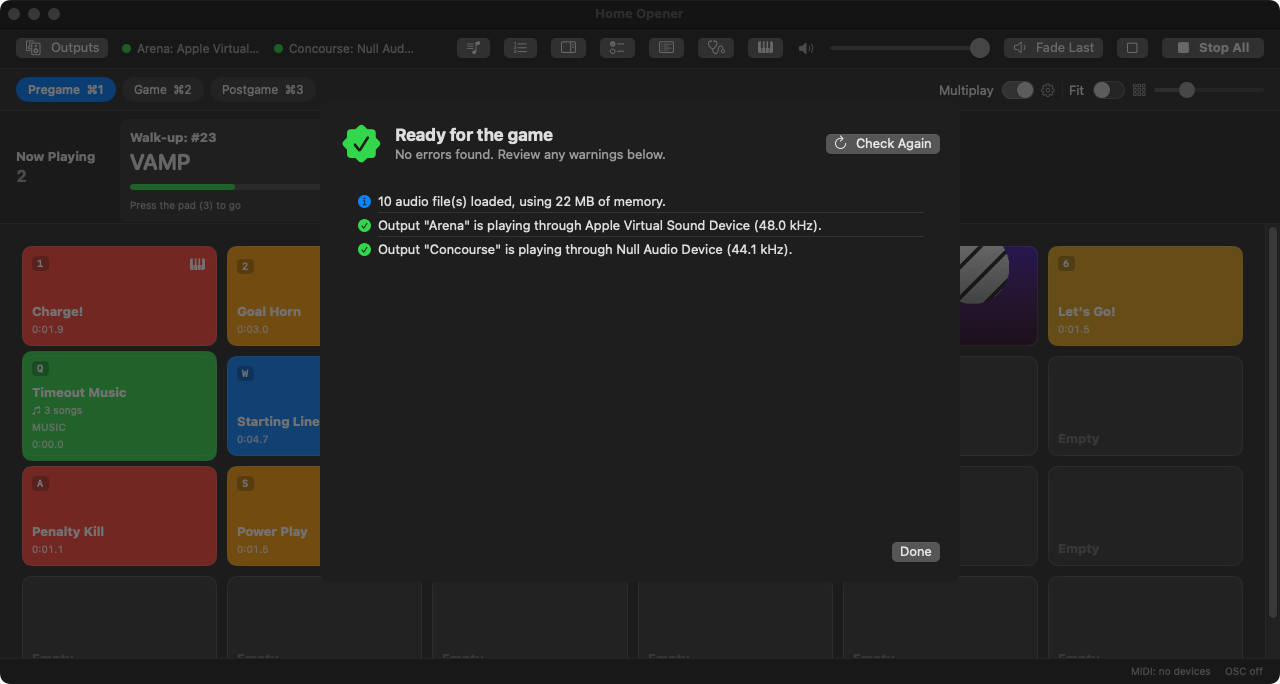 Home Opener
Outputs
Arena: Apple Virtual...
Concourse: Null Aud...
Fade Last
Stop All
Pregame ⌘1
Game ⌘2
Postgame ⌘3
Multiplay
Fit
Now Playing
2
Walk-up: #23
VAMP
Press the pad (3) to go
Ready for the game
No errors found. Review any warnings below.
Check Again
10 audio file(s) loaded, using 22 MB of memory.
Output "Arena" is playing through Apple Virtual Sound Device (48.0 kHz).
Output "Concourse" is playing through Null Audio Device (44.1 kHz).
Done
1
Charge!
0:01.9
2
Goal Horn
0:03.0
6
Let's Go!
0:01.5
Q
Timeout Music
3 songs
MUSIC
0:00.0
W
Starting Line
0:04.7
Empty
A
Penalty Kill
0:01.1
S
Power Play
0:01.5
Empty
Empty
Empty
Empty
Empty
Empty
Empty
MIDI: no devices
OSC off